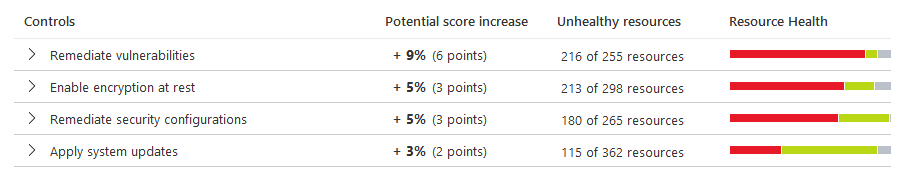 Controls Potential score increase Unhealthy resources Resource Health
Remediate vulnerabilities + 9% (6 points) 216 of 255 resources
Enable encryption at rest + 5% (3 points) 213 of 298 resources
Remediate security configurations + 5% (3 points) 180 of 265 resources
Apply system updates + 3% (2 points) 115 of 362 resources